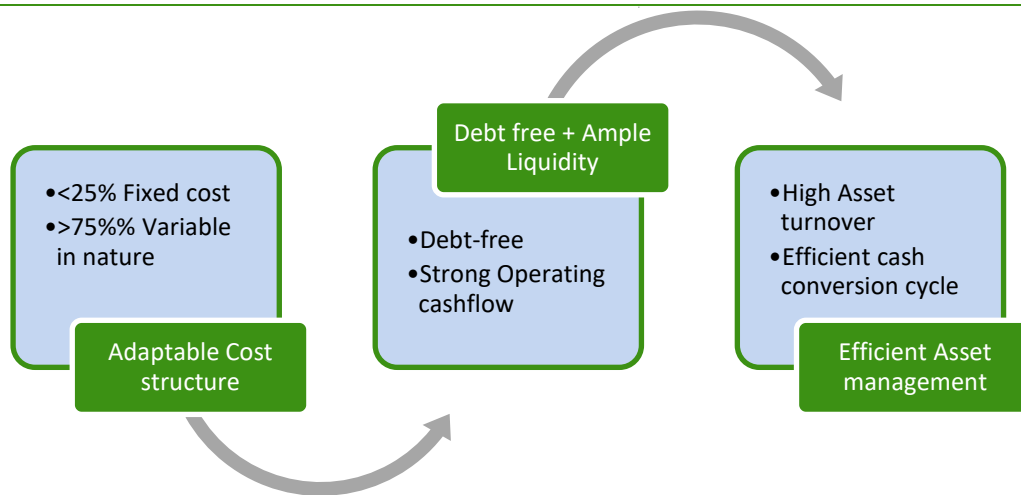 •<25% Fixed cost
•>75%% Variable
in nature
Adaptable Cost
structure
Debt free + Ample
Liquidity
•Debt-free
•Strong Operating
cashflow
•High Asset
turnover
•Efficient cash
conversion cycle
Efficient Asset
management